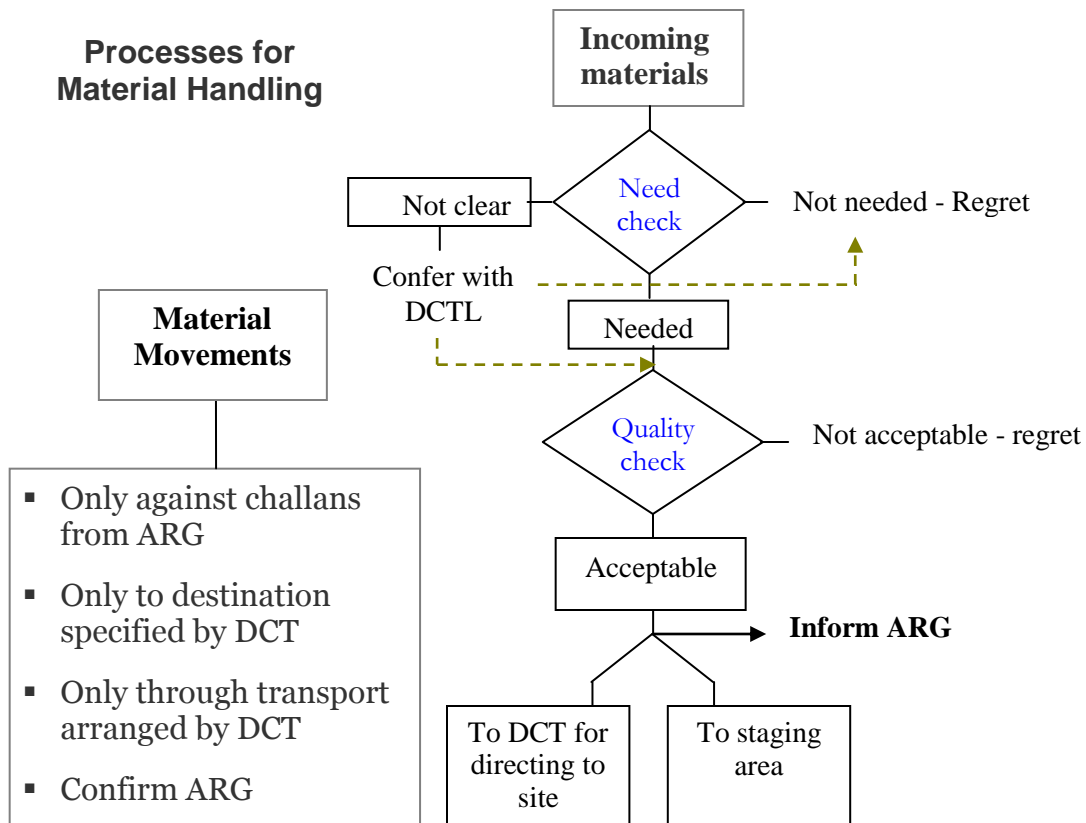 Processes for
Material Handling
Incoming
materials
Need
check
Not clear
Not needed - Regret
Confer with
DCTL
Needed
Quality
check
Not acceptable - regret
Acceptable
Inform ARG
To DCT for
directing to
site
To staging
area
Material
Movements
▪ Only against challans
from ARG
▪ Only to destination
specified by DCT
▪ Only through transport
arranged by DCT
▪ Confirm ARG